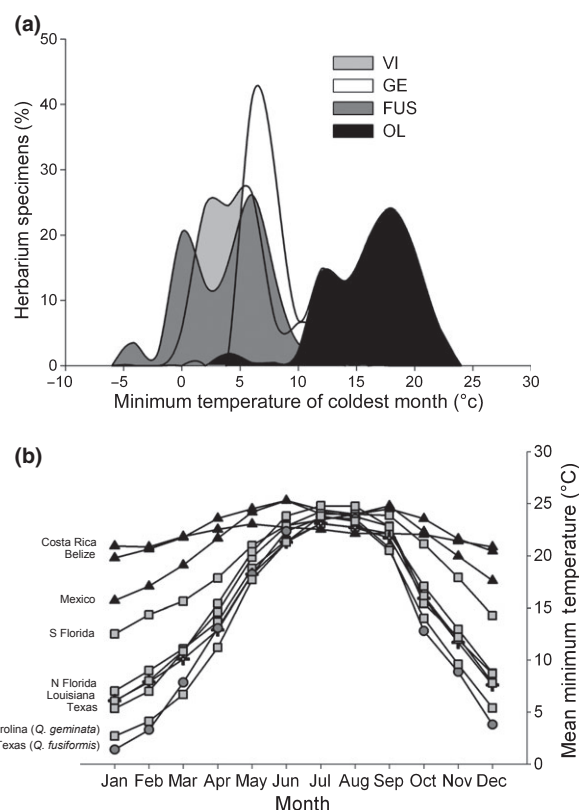 (a)
50
40
30
20
10
0
Herbarium specimens (%)
VI
GE
FUS
OL
−10 −5 0 5 10 15 20 25 30
Minimum temperature of coldest month (°c)
(b)
30
25
20
15
10
5
0
Mean minimum temperature (°C)
Costa Rica
Belize
Mexico
S Florida
N Florida
Louisiana
Texas
(Q. geminata)
Texas (Q. fusiformis)
Jan Feb Mar Apr May Jun Jul Aug Sep Oct Nov Dec
Month